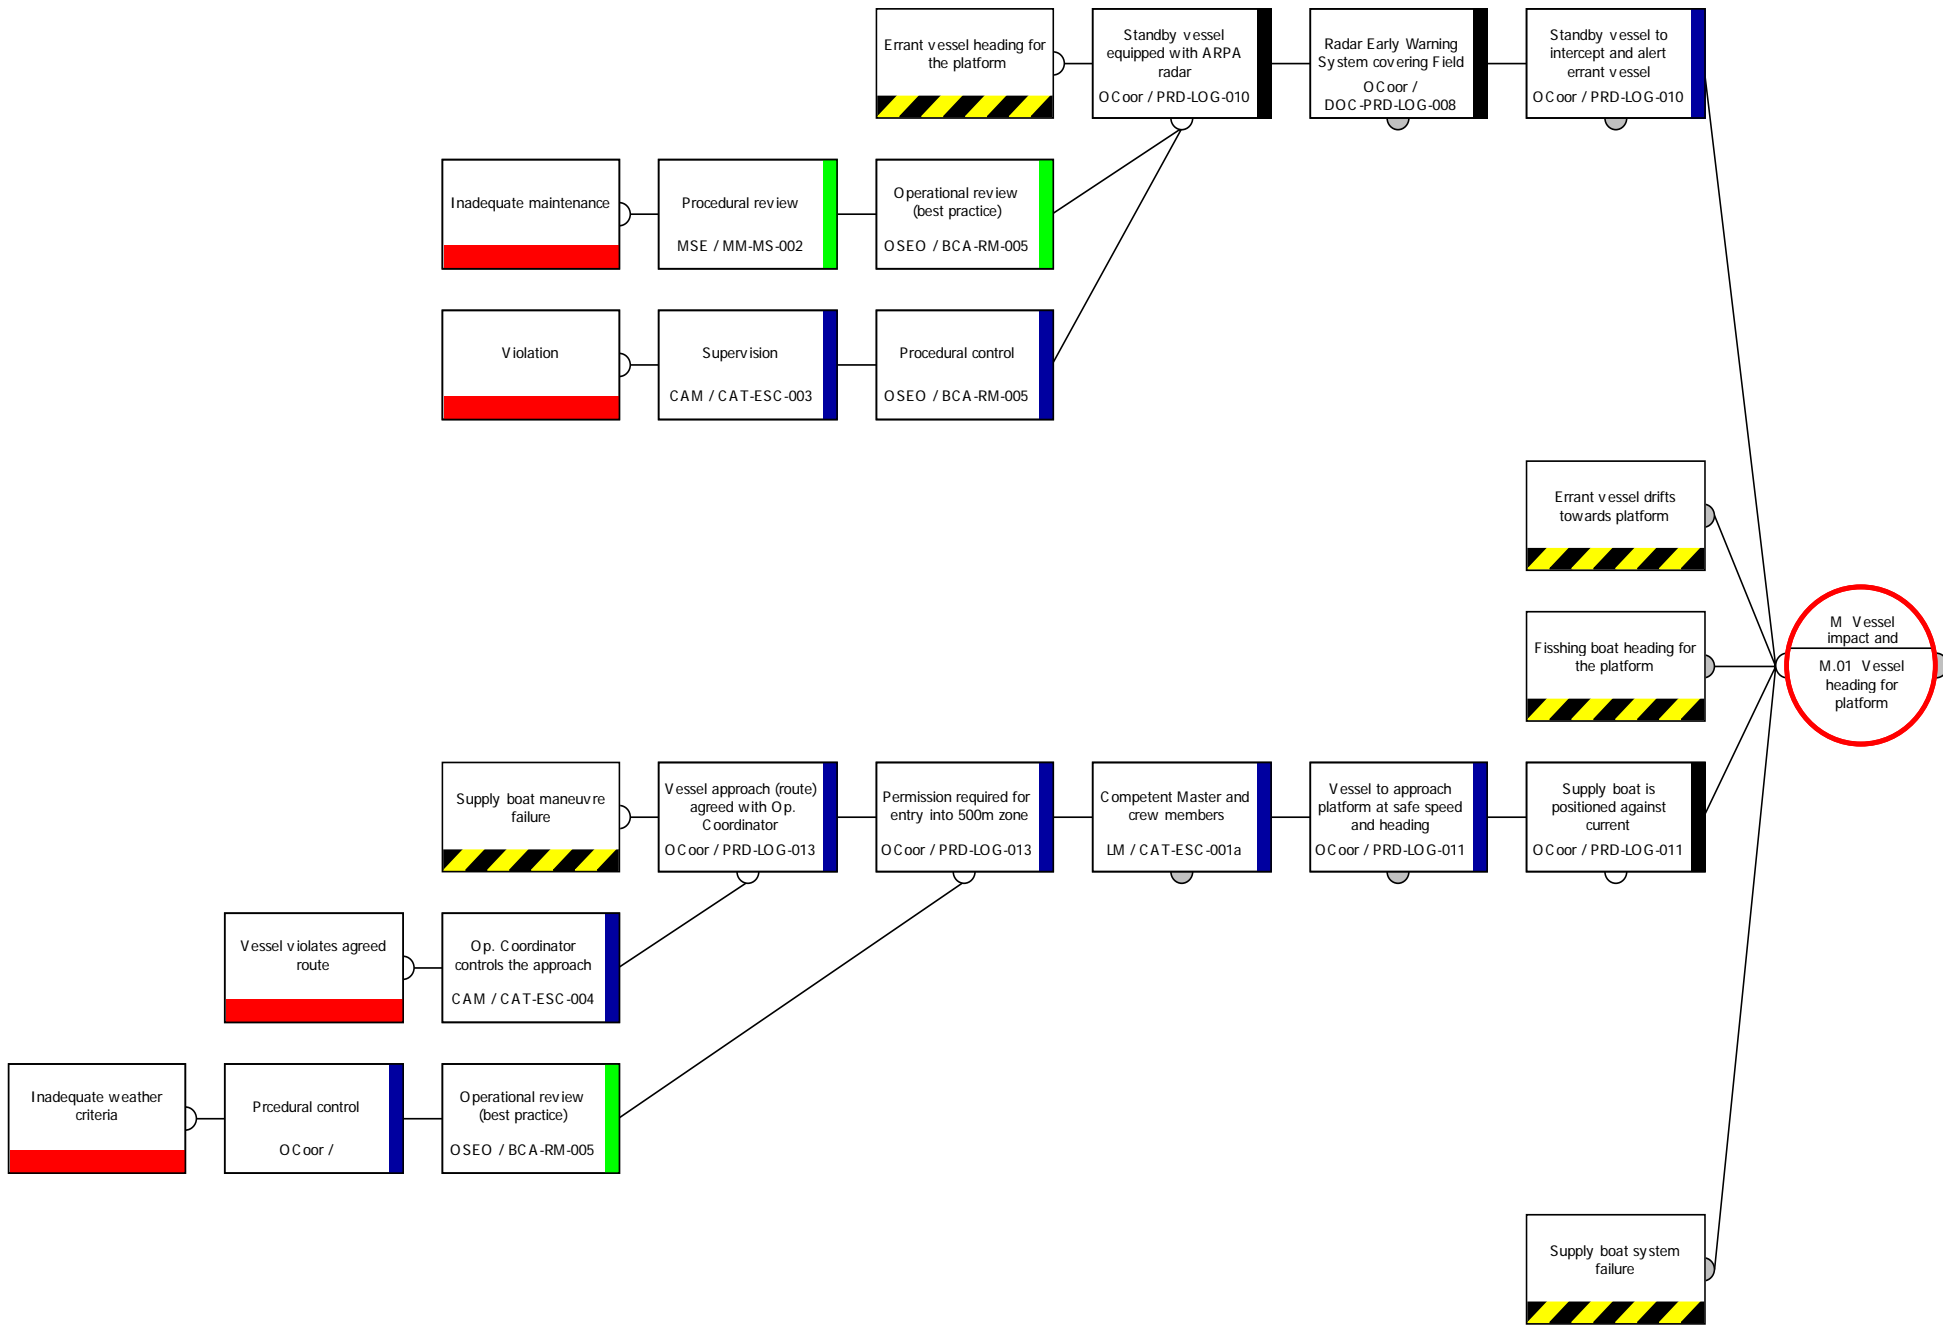 Errant vessel heading for
the platform
Standby vessel
equipped with ARPA
radar
OCoor / PRD-LOG-010
Radar Early Warning
System covering Field
OCoor /
DOC-PRD-LOG-008
Standby vessel to
intercept and alert
errant vessel
OCoor / PRD-LOG-010
Inadequate maintenance
Procedural review
MSE / MM-MS-002
Operational review
(best practice)
OSEO / BCA-RM-005
Violation
Supervision
CAM / CAT-ESC-003
Procedural control
OSEO / BCA-RM-005
Errant vessel drifts
towards platform
Fisshing boat heading for
the platform
M Vessel
impact and
M.01 Vessel
heading for
platform
Supply boat maneuvre
failure
Vessel approach (route)
agreed with Op.
Coordinator
OCoor / PRD-LOG-013
Permission required for
entry into 500m zone
OCoor / PRD-LOG-013
Competent Master and
crew members
LM / CAT-ESC-001a
Vessel to approach
platform at safe speed
and heading
OCoor / PRD-LOG-011
Supply boat is
positioned against
current
OCoor / PRD-LOG-011
Vessel violates agreed
route
Op. Coordinator
controls the approach
CAM / CAT-ESC-004
Inadequate weather
criteria
Prcedural control
OCoor /
Operational review
(best practice)
OSEO / BCA-RM-005
Supply boat system
failure